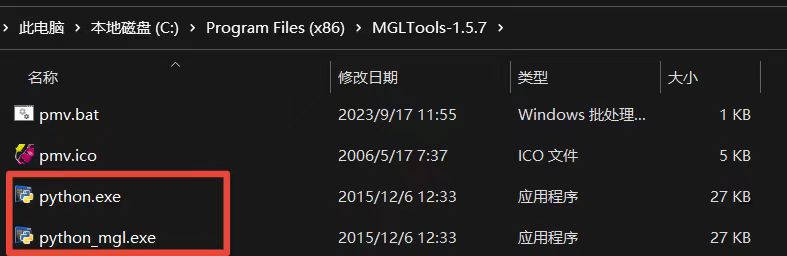 此电脑 > 本地磁盘 (C:) > Program Files (x86) > MGLTools-1.5.7 >
名称 修改日期 类型 大小
pmv.bat 2023/9/17 11:55 Windows 批处理... 1 KB
pmv.ico 2006/5/17 7:37 ICO 文件 5 KB
python.exe 2015/12/6 12:33 应用程序 27 KB
python_mgl.exe 2015/12/6 12:33 应用程序 27 KB